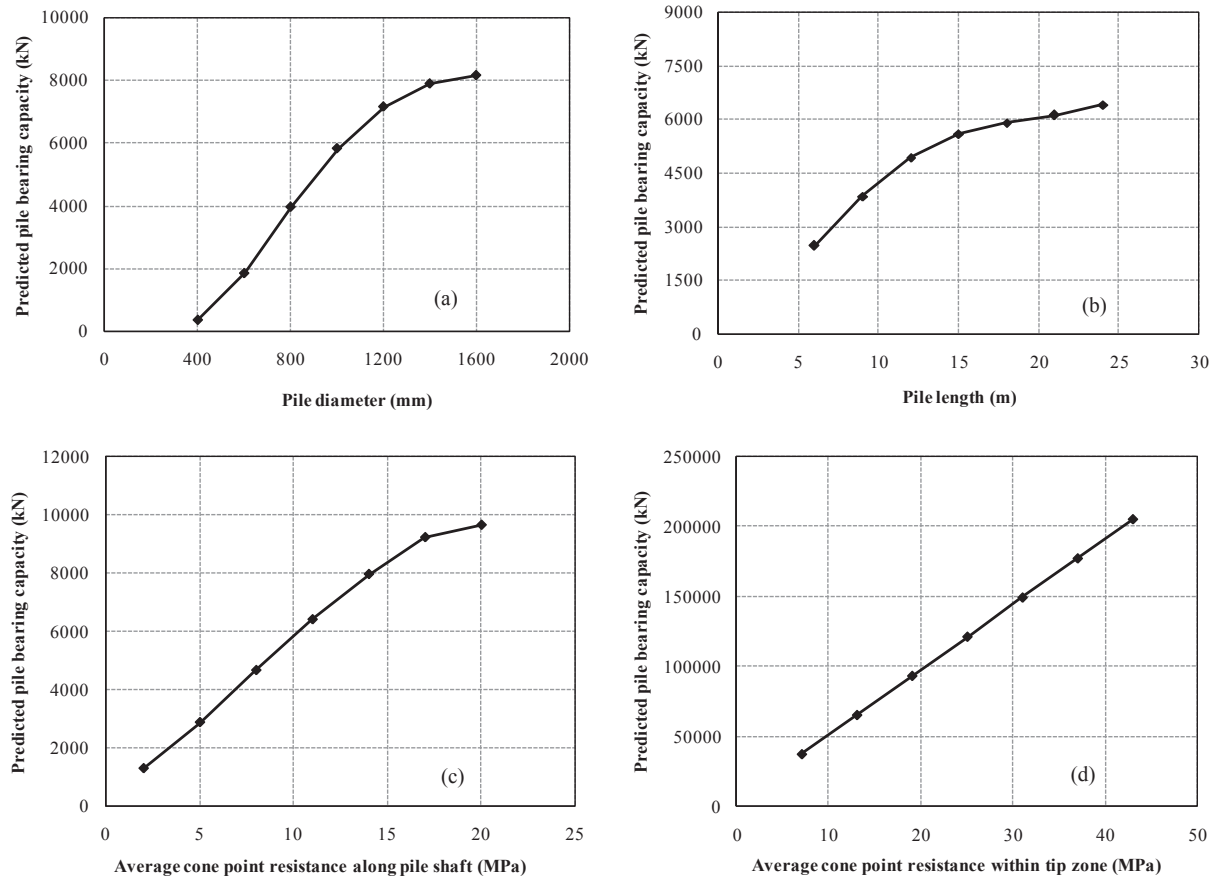 Predicted pile bearing capacity (kN)
10000
8000
6000
4000
2000
0
0 400 800 1200 1600 2000
Pile diameter (mm)
(a)
Predicted pile bearing capacity (kN)
9000
7500
6000
4500
3000
1500
0
0 5 10 15 20 25 30
Pile length (m)
(b)
Predicted pile bearing capacity (kN)
12000
10000
8000
6000
4000
2000
0
0 5 10 15 20 25
Average cone point resistance along pile shaft (MPa)
(c)
Predicted pile bearing capacity (kN)
250000
200000
150000
100000
50000
0
0 10 20 30 40 50
Average cone point resistance within tip zone (MPa)
(d)